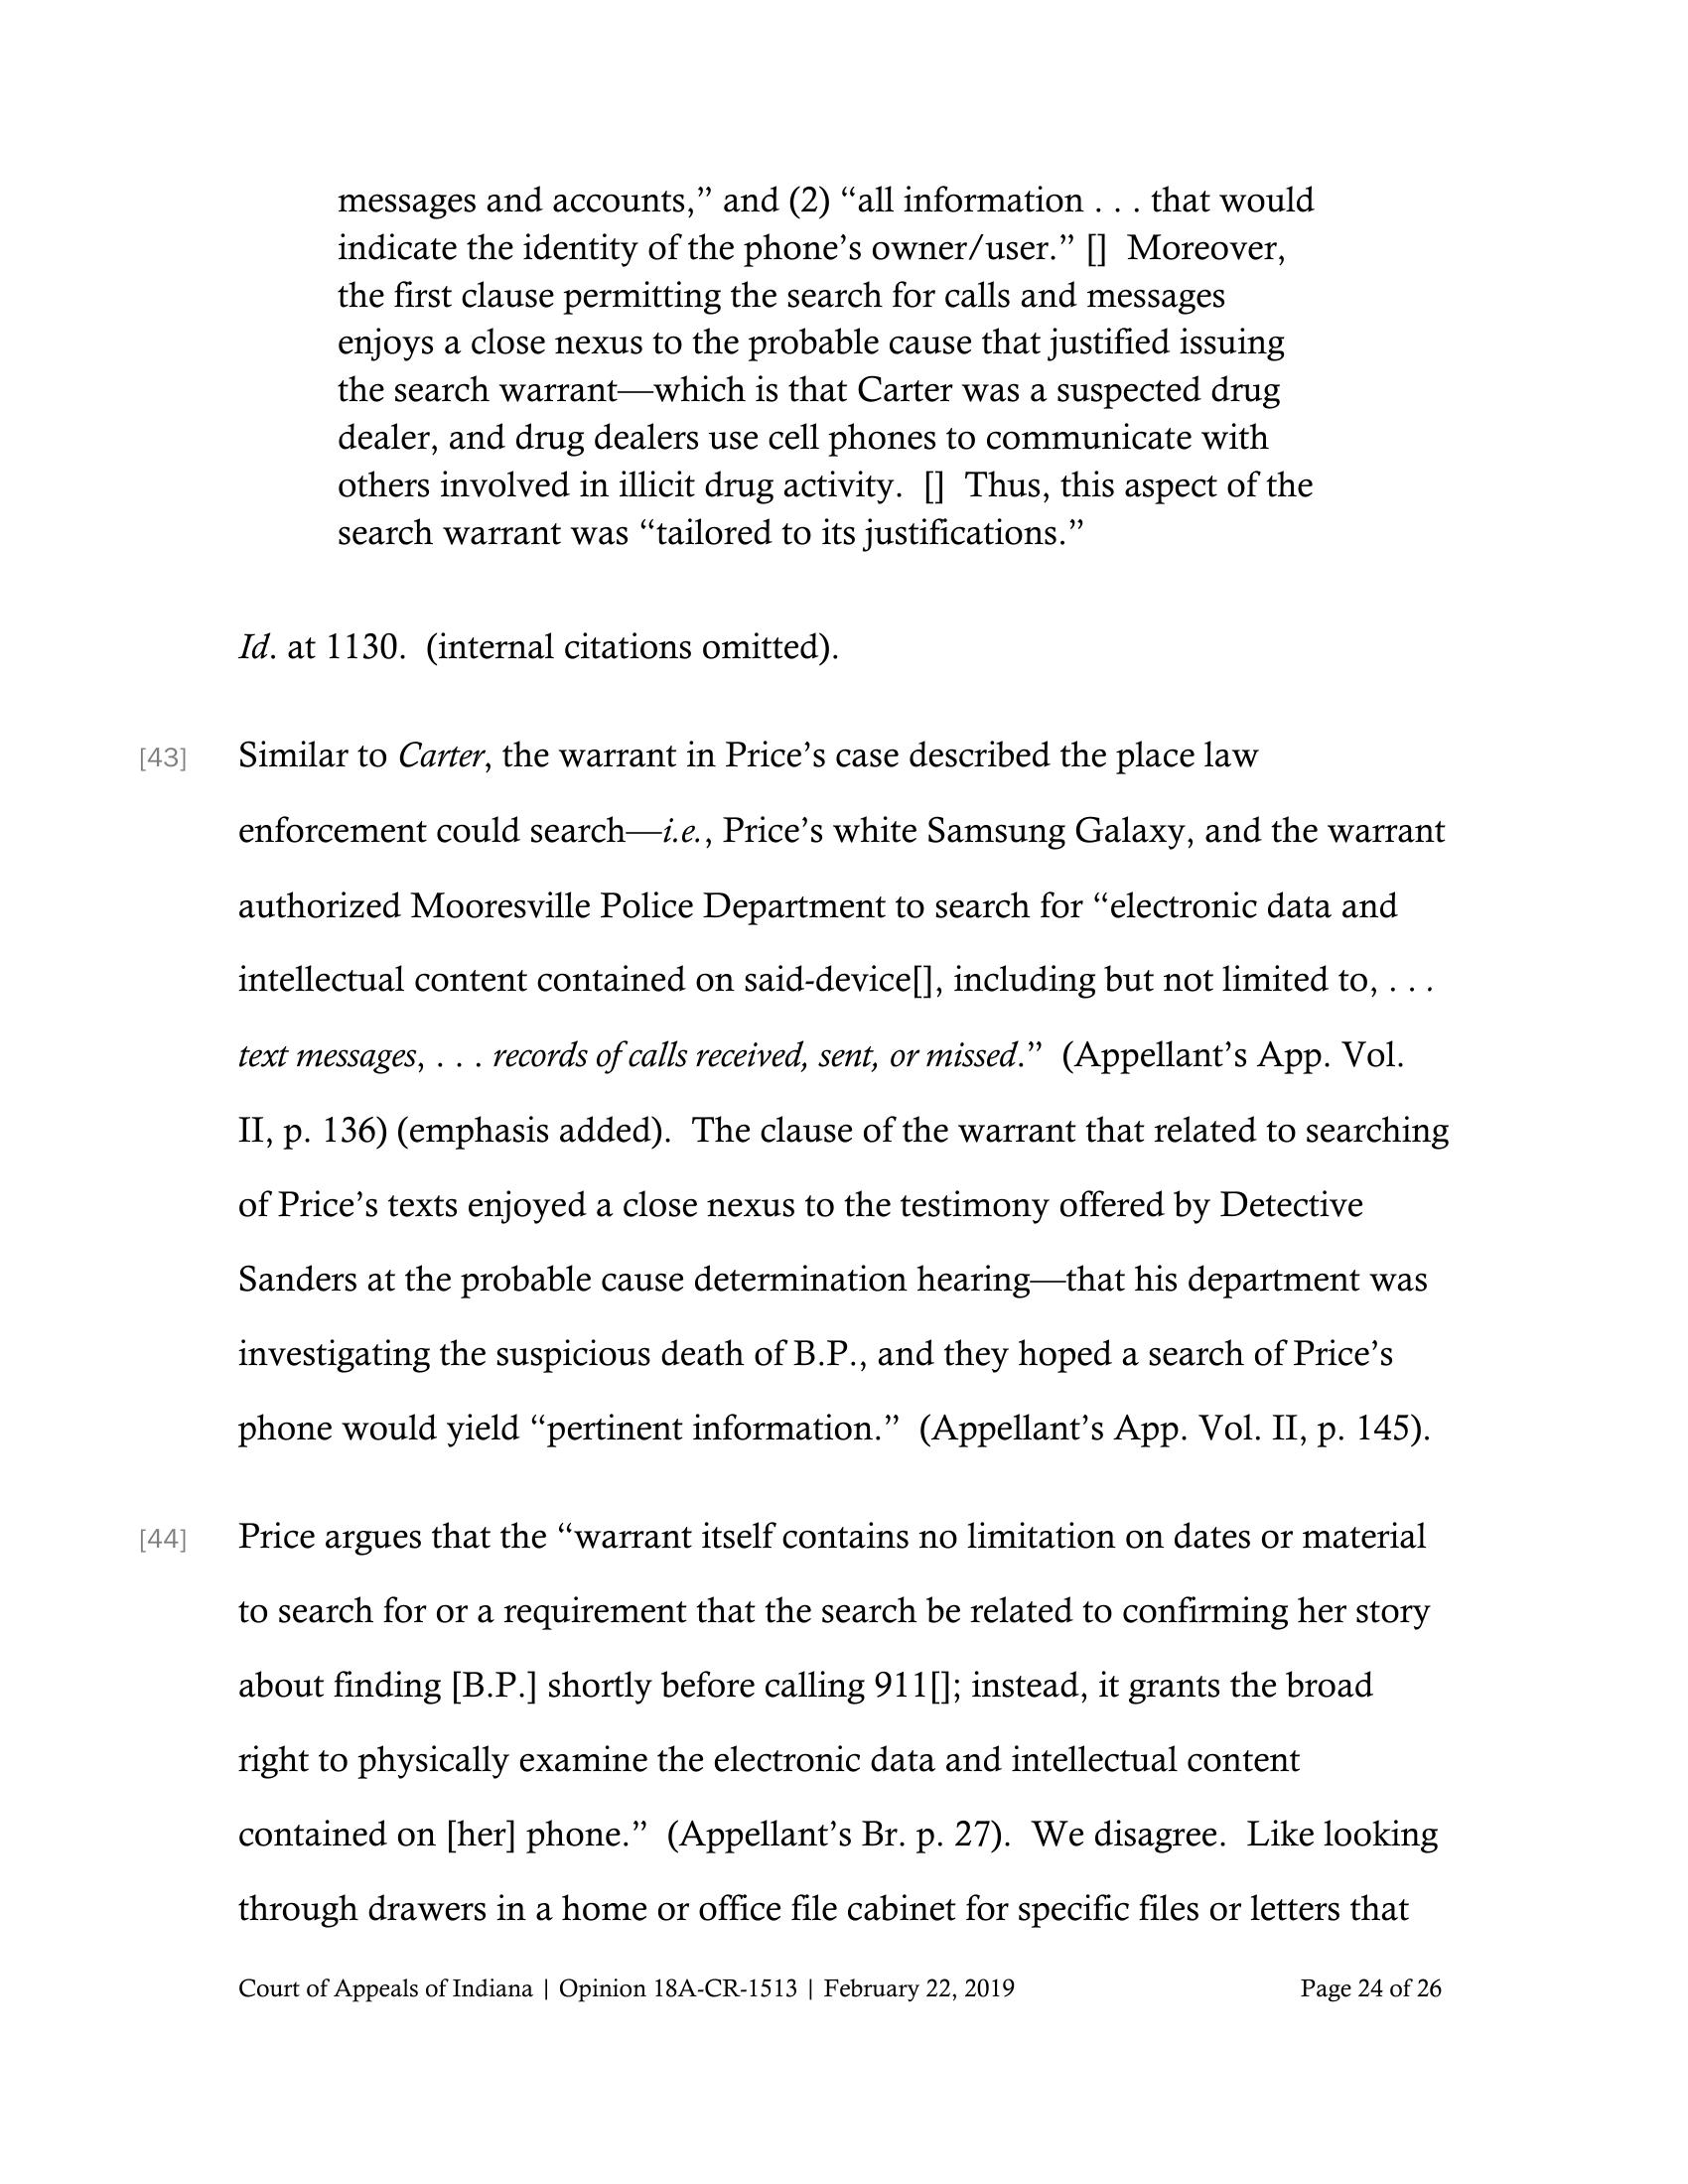 messages and accounts,” and (2) “all information . . . that would
indicate the identity of the phone’s owner/user.” []  Moreover,
the first clause permitting the search for calls and messages
enjoys a close nexus to the probable cause that justified issuing
the search warrant—which is that Carter was a suspected drug
dealer, and drug dealers use cell phones to communicate with
others involved in illicit drug activity.  []  Thus, this aspect of the
search warrant was “tailored to its justifications.”
Id. at 1130.  (internal citations omitted).
[43] Similar to Carter, the warrant in Price’s case described the place law
enforcement could search—i.e., Price’s white Samsung Galaxy, and the warrant
authorized Mooresville Police Department to search for “electronic data and
intellectual content contained on said-device[], including but not limited to, . . .
text messages, . . . records of calls received, sent, or missed.”  (Appellant’s App. Vol.
II, p. 136) (emphasis added).  The clause of the warrant that related to searching
of Price’s texts enjoyed a close nexus to the testimony offered by Detective
Sanders at the probable cause determination hearing—that his department was
investigating the suspicious death of B.P., and they hoped a search of Price’s
phone would yield “pertinent information.”  (Appellant’s App. Vol. II, p. 145).
[44] Price argues that the “warrant itself contains no limitation on dates or material
to search for or a requirement that the search be related to confirming her story
about finding [B.P.] shortly before calling 911[]; instead, it grants the broad
right to physically examine the electronic data and intellectual content
contained on [her] phone.”  (Appellant’s Br. p. 27).  We disagree.  Like looking
through drawers in a home or office file cabinet for specific files or letters that
Court of Appeals of Indiana | Opinion 18A-CR-1513 | February 22, 2019 Page 24 of 26